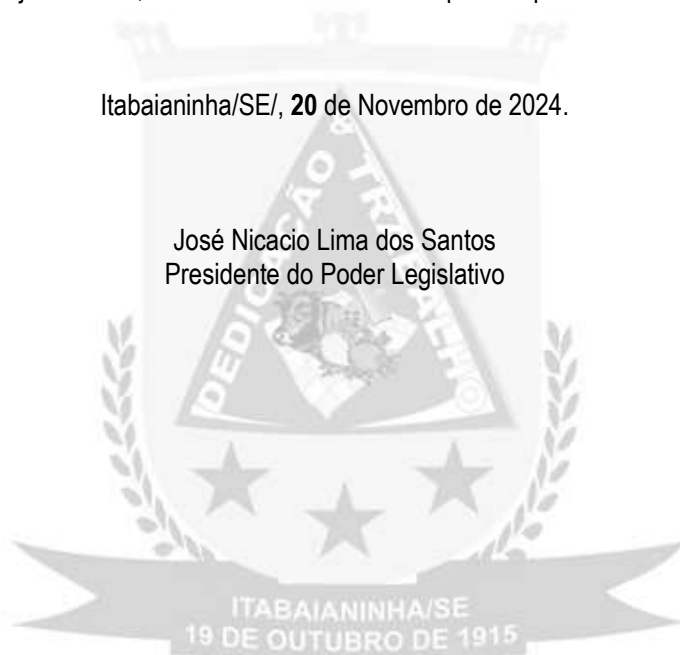 Itabaianinha/SE/, 20 de Novembro de 2024.
José Nicacio Lima dos Santos
Presidente do Poder Legislativo
DEDICAÇÃO & TRABALHO
ITABAIANINHA/SE
19 DE OUTUBRO DE 1915